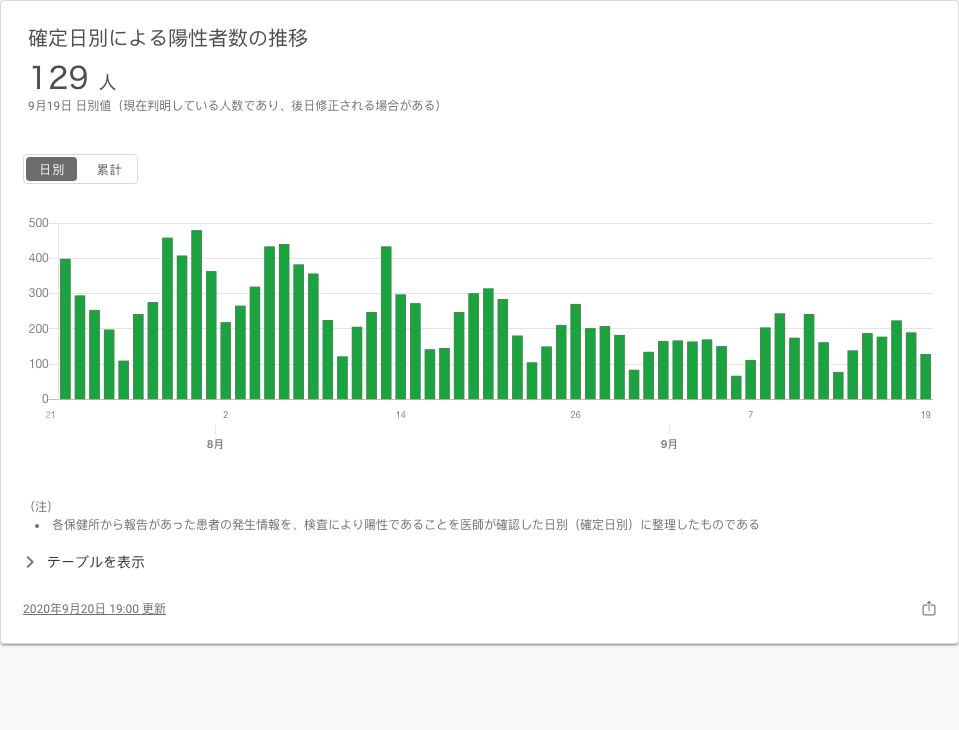 確定日別による陽性者数の推移
129 人
9月19日 日別値（現在判明している人数であり、後日修正される場合がある）
日別 累計
500
400
300
200
100
0
21 2 14 26 7 19
8月 9月
（注）
• 各保健所から報告があった患者の発生情報を、検査により陽性であることを医師が確認した日別（確定日別）に整理したものである
テーブルを表示
2020年9月20日 19:00 更新